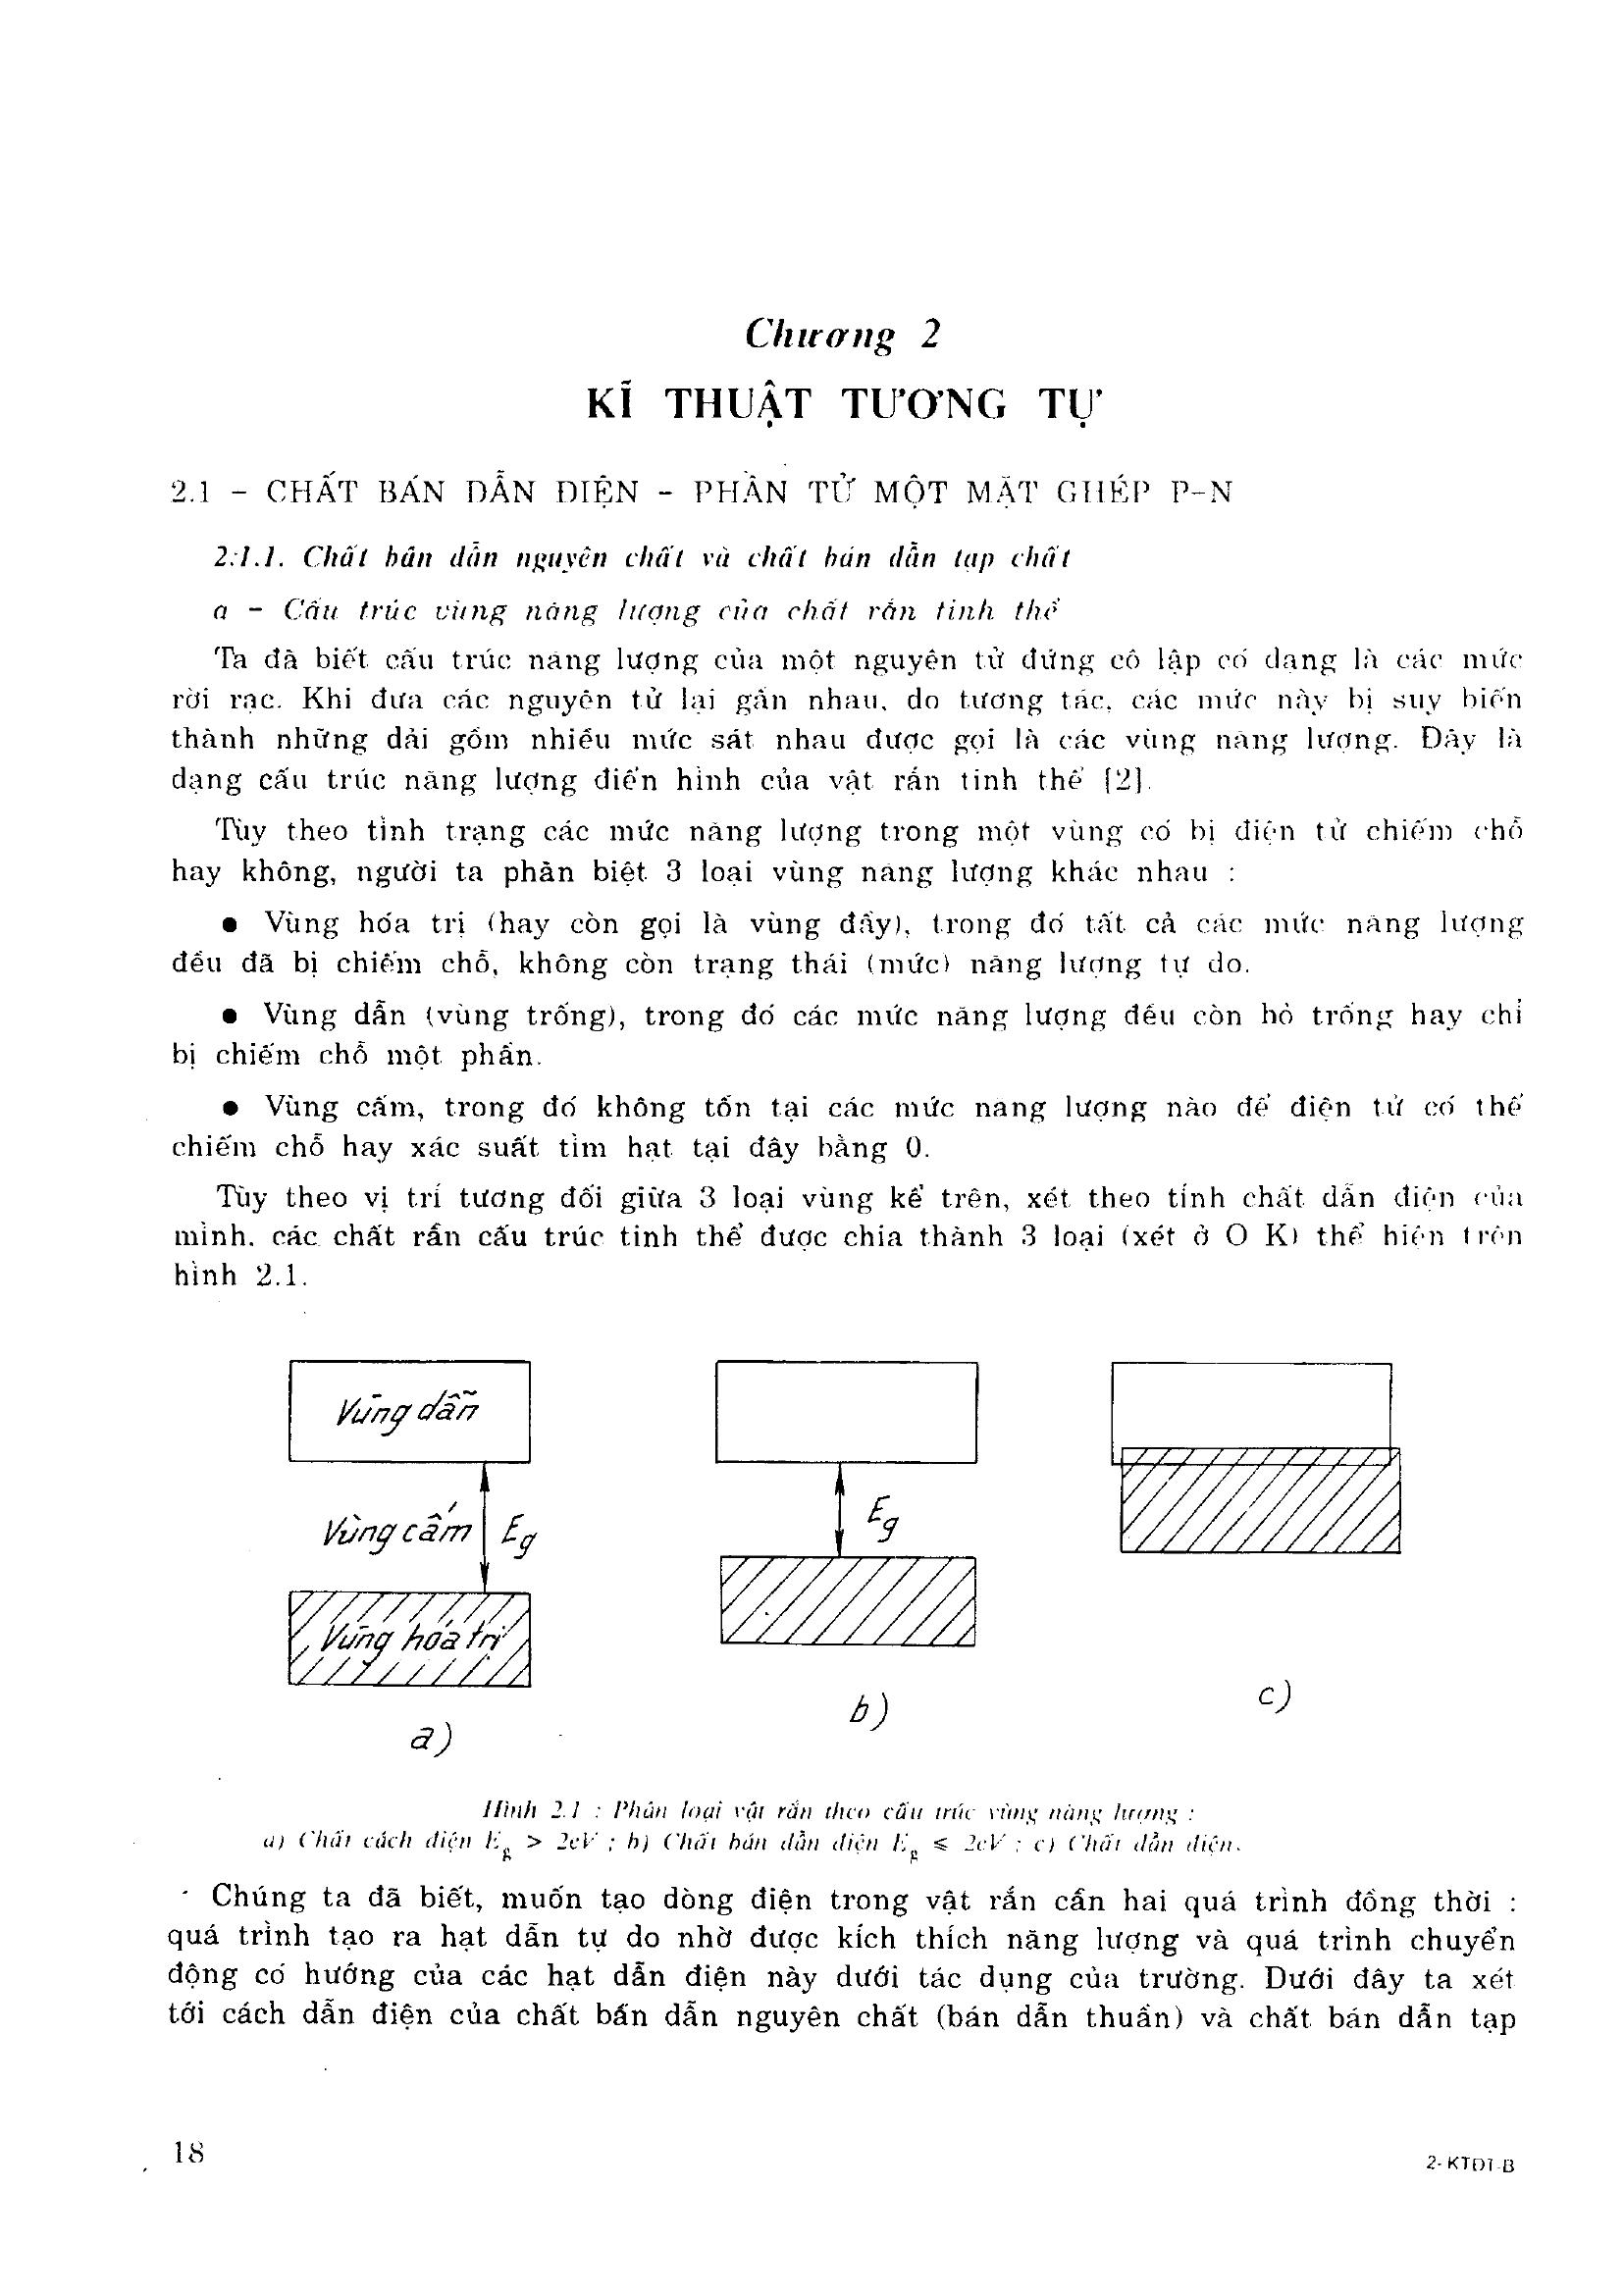 Chương 2
KĨ THUẬT TƯƠNG TỰ
2.1 - CHẤT BÁN DẪN ĐIỆN - PHẦN TỬ MỘT MẶT GHÉP P-N
2.1.1. Chất bán dẫn nguyên chất và chất bán dẫn tạp chất
a - Cấu trúc vùng năng lượng của chất rắn tinh thể
Ta đã biết cấu trúc năng lượng của một nguyên tử đứng cô lập có dạng là các mức
rời rạc. Khi đưa các nguyên tử lại gần nhau, do tương tác, các mức này bị suy biến
thành những dải gồm nhiều mức sát nhau được gọi là các vùng năng lượng. Đây là
dạng cấu trúc năng lượng điển hình của vật rắn tinh thể [2].
Tùy theo tình trạng các mức năng lượng trong một vùng có bị điện tử chiếm chỗ
hay không, người ta phân biệt 3 loại vùng năng lượng khác nhau :
● Vùng hóa trị (hay còn gọi là vùng đầy), trong đó tất cả các mức năng lượng
đều đã bị chiếm chỗ, không còn trạng thái (mức) năng lượng tự do.
● Vùng dẫn (vùng trống), trong đó các mức năng lượng đều còn bỏ trống hay chỉ
bị chiếm chỗ một phần.
● Vùng cấm, trong đó không tồn tại các mức năng lượng nào để điện tử có thể
chiếm chỗ hay xác suất tìm hạt tại đây bằng 0.
Tùy theo vị trí tương đối giữa 3 loại vùng kể trên, xét theo tính chất dẫn điện của
mình, các chất rắn cấu trúc tinh thể được chia thành 3 loại (xét ở O K) thể hiện trên
hình 2.1.
Vùng dẫn
Vùng cấm Eg
Eg
Vùng hóa trị
a)
b)
c)
Hình 2.1 : Phân loại vật rắn theo cấu trúc vùng năng lượng :
a) Chất cách điện Eg > 2eV ; b) Chất bán dẫn điện Eg ≤ 2eV ; c) Chất dẫn điện.
Chúng ta đã biết, muốn tạo dòng điện trong vật rắn cần hai quá trình đồng thời :
quá trình tạo ra hạt dẫn tự do nhờ được kích thích năng lượng và quá trình chuyển
động có hướng của các hạt dẫn điện này dưới tác dụng của trường. Dưới đây ta xét
tới cách dẫn điện của chất bán dẫn nguyên chất (bán dẫn thuần) và chất bán dẫn tạp
18
2- KTĐT-B